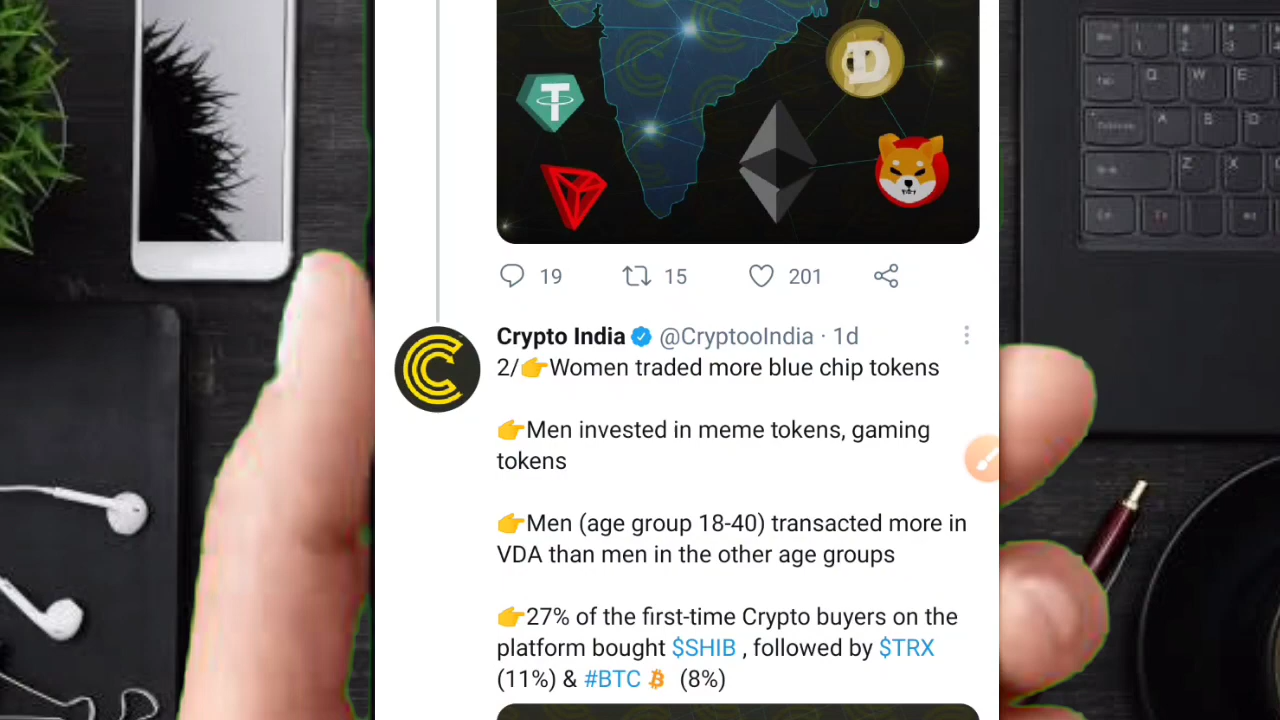 19 15 201
Crypto India @CryptooIndia · 1d
2/👉Women traded more blue chip tokens
👉Men invested in meme tokens, gaming
tokens
👉Men (age group 18-40) transacted more in
VDA than men in the other age groups
👉27% of the first-time Crypto buyers on the
platform bought $SHIB , followed by $TRX
(11%) & #BTC (8%)
Q W E
A S D
Z X